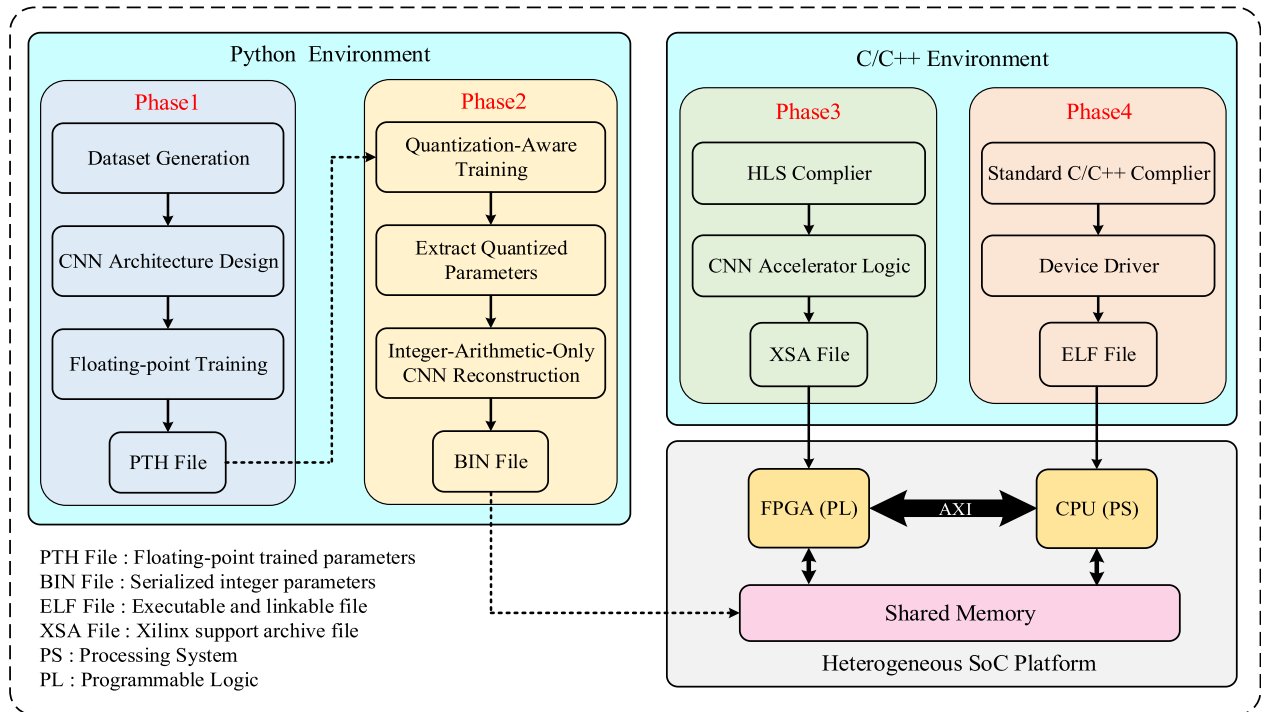 Python Environment
Phase1
Dataset Generation
CNN Architecture Design
Floating-point Training
PTH File
Phase2
Quantization-Aware
Training
Extract Quantized
Parameters
Integer-Arithmetic-Only
CNN Reconstruction
BIN File
C/C++ Environment
Phase3
HLS Complier
CNN Accelerator Logic
XSA File
Phase4
Standard C/C++ Complier
Device Driver
ELF File
FPGA (PL)
AXI
CPU (PS)
Shared Memory
Heterogeneous SoC Platform
PTH File : Floating-point trained parameters
BIN File : Serialized integer parameters
ELF File : Executable and linkable file
XSA File : Xilinx support archive file
PS : Processing System
PL : Programmable Logic